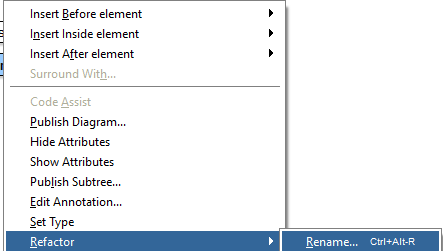 Insert Before element
Insert Inside element
Insert After element
Surround With...
Code Assist
Publish Diagram...
Hide Attributes
Show Attributes
Publish Subtree...
Edit Annotation...
Set Type
Refactor
Rename... Ctrl+Alt-R